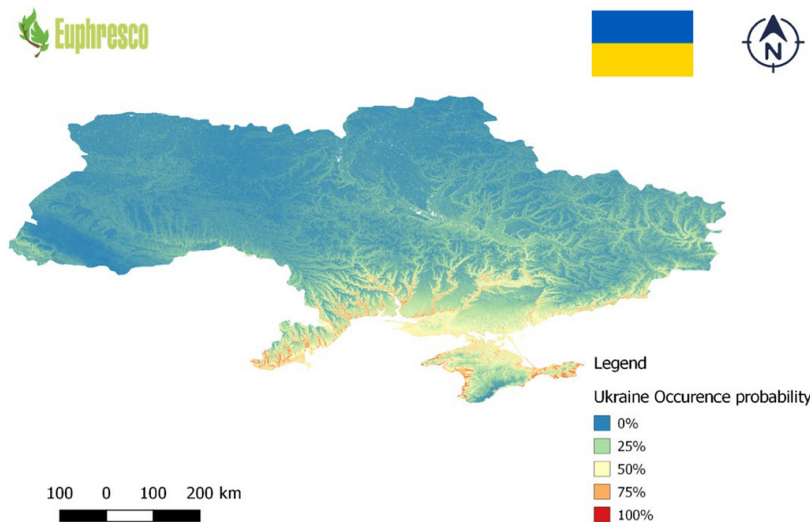 Euphresco
N
Legend
Ukraine Occurence probability
0%
25%
50%
75%
100%
100 0 100 200 km